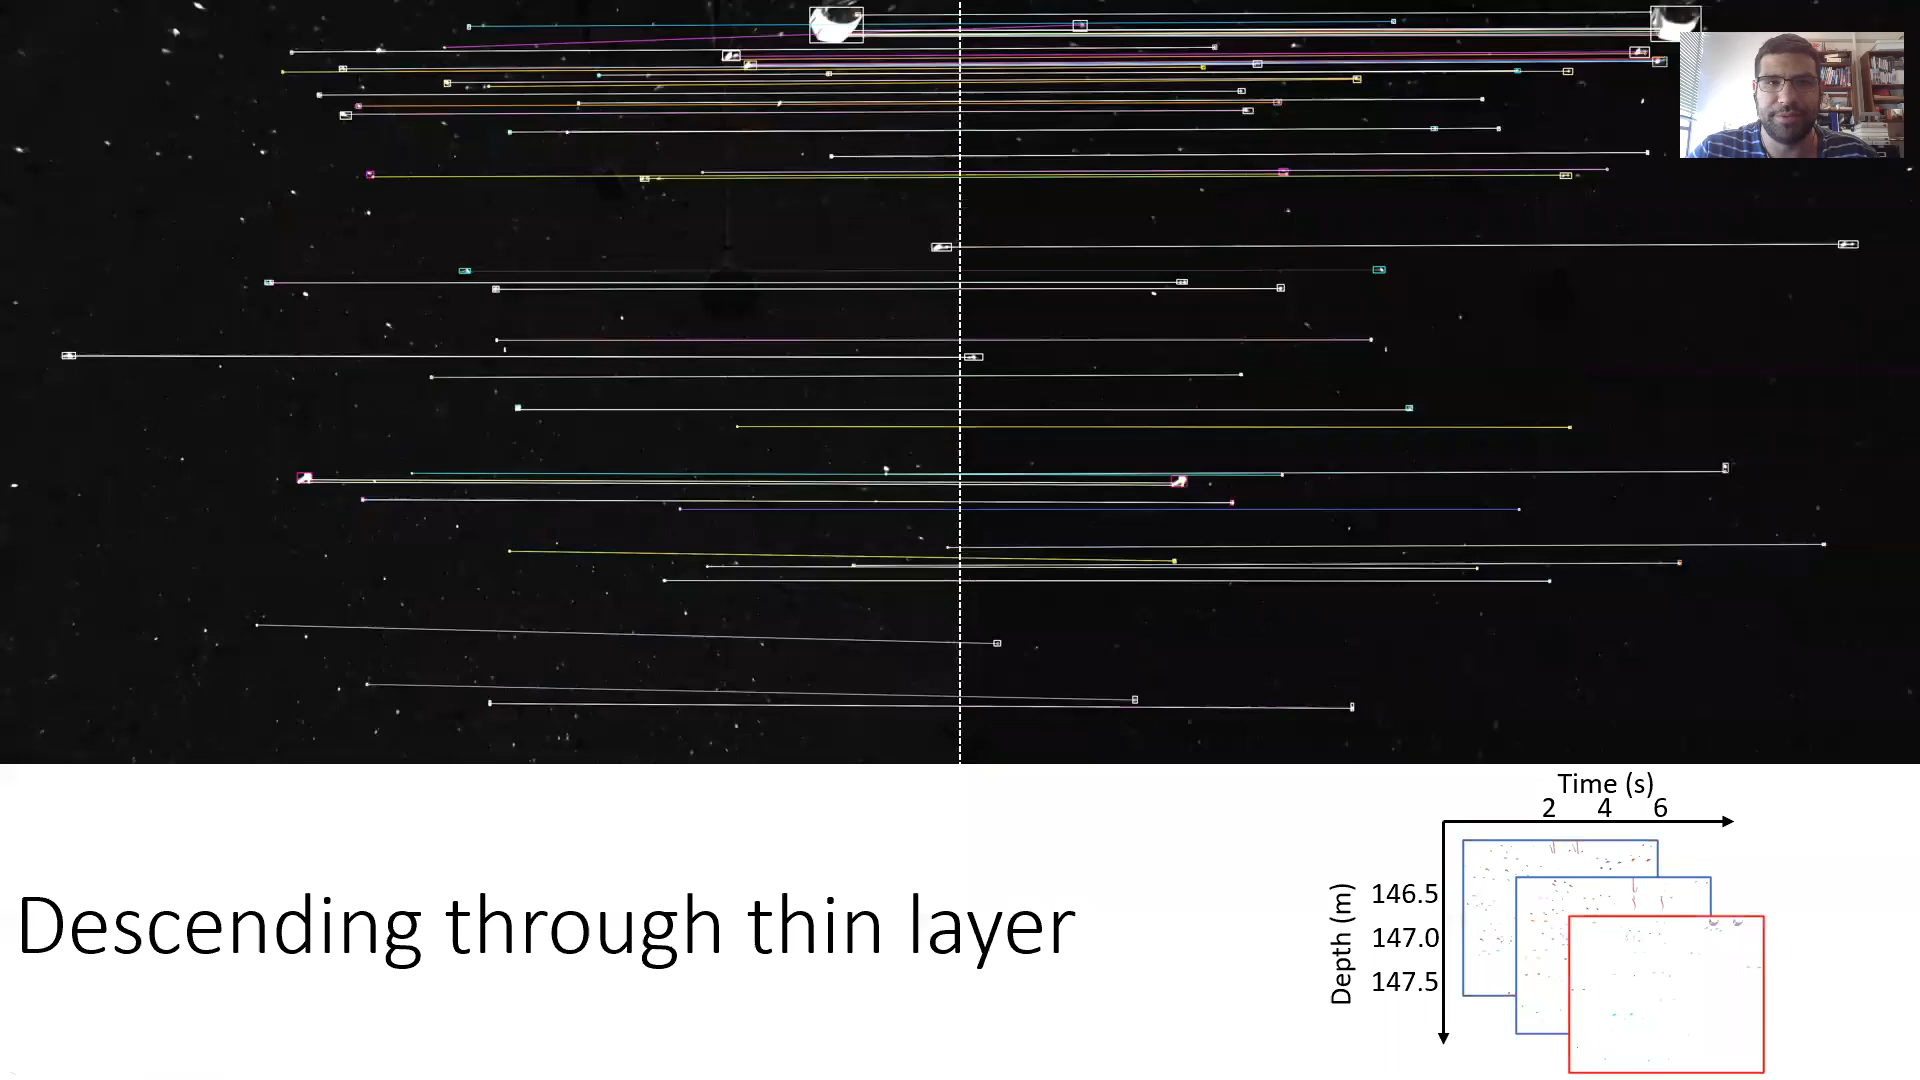 Time (s)
2 4 6
Depth (m)
146.5
147.0
147.5
Descending through thin layer